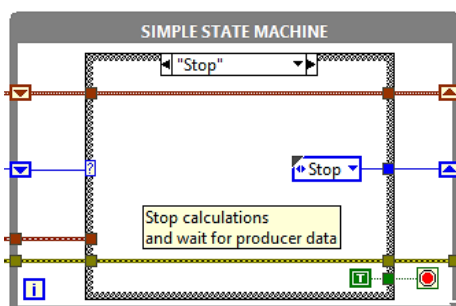 SIMPLE STATE MACHINE
"Stop"
?
Stop
Stop calculations
and wait for producer data
T
i